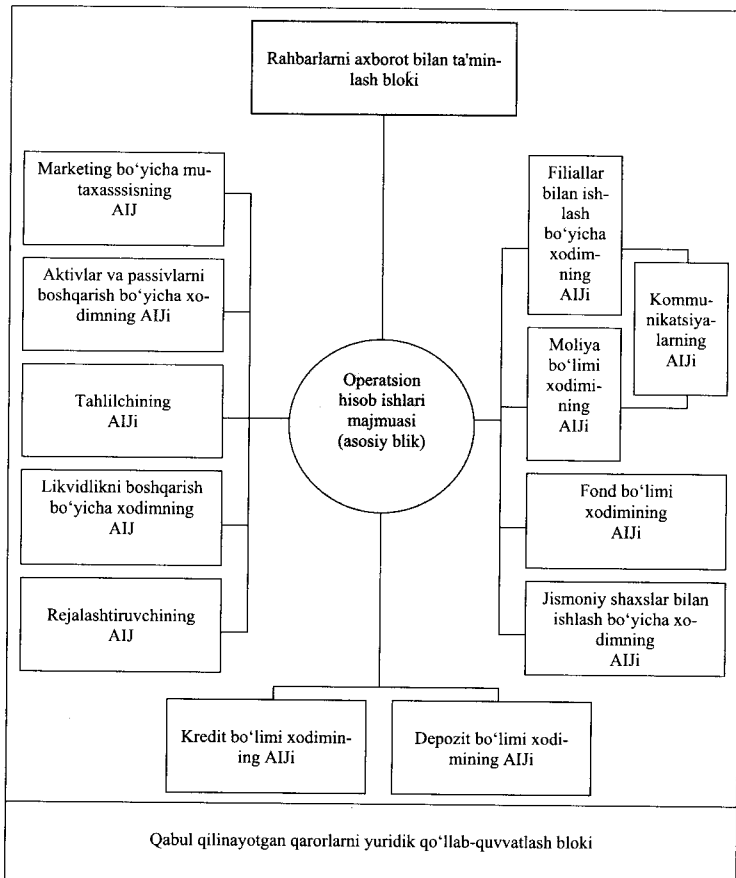 Rahbarlarni axborot bilan ta'min-
lash bloki
Marketing bo‘yicha mu-
taxasssisning
AIJ
Aktivlar va passivlarni
boshqarish bo‘yicha xo-
dimning AIJi
Tahlilchining
AIJi
Likvidlikni boshqarish
bo‘yicha xodimning
AIJ
Rejalashtiruvchining
AIJ
Operatsion
hisob ishlari
majmuasi
(asosiy blik)
Filiallar
bilan ish-
lash
bo‘yicha
xodim-
ning
AIJi
Kommu-
nikatsiya-
larning
AIJi
Moliya
bo‘limi
xodimi-
ning
AIJi
Fond bo‘limi
xodimining
AIJi
Jismoniy shaxslar bilan
ishlash bo‘yicha xo-
dimning
AIJi
Kredit bo‘limi xodimin-
ing AIJi
Depozit bo‘limi xodi-
mining AIJi
Qabul qilinayotgan qarorlarni yuridik qo‘llab-quvvatlash bloki